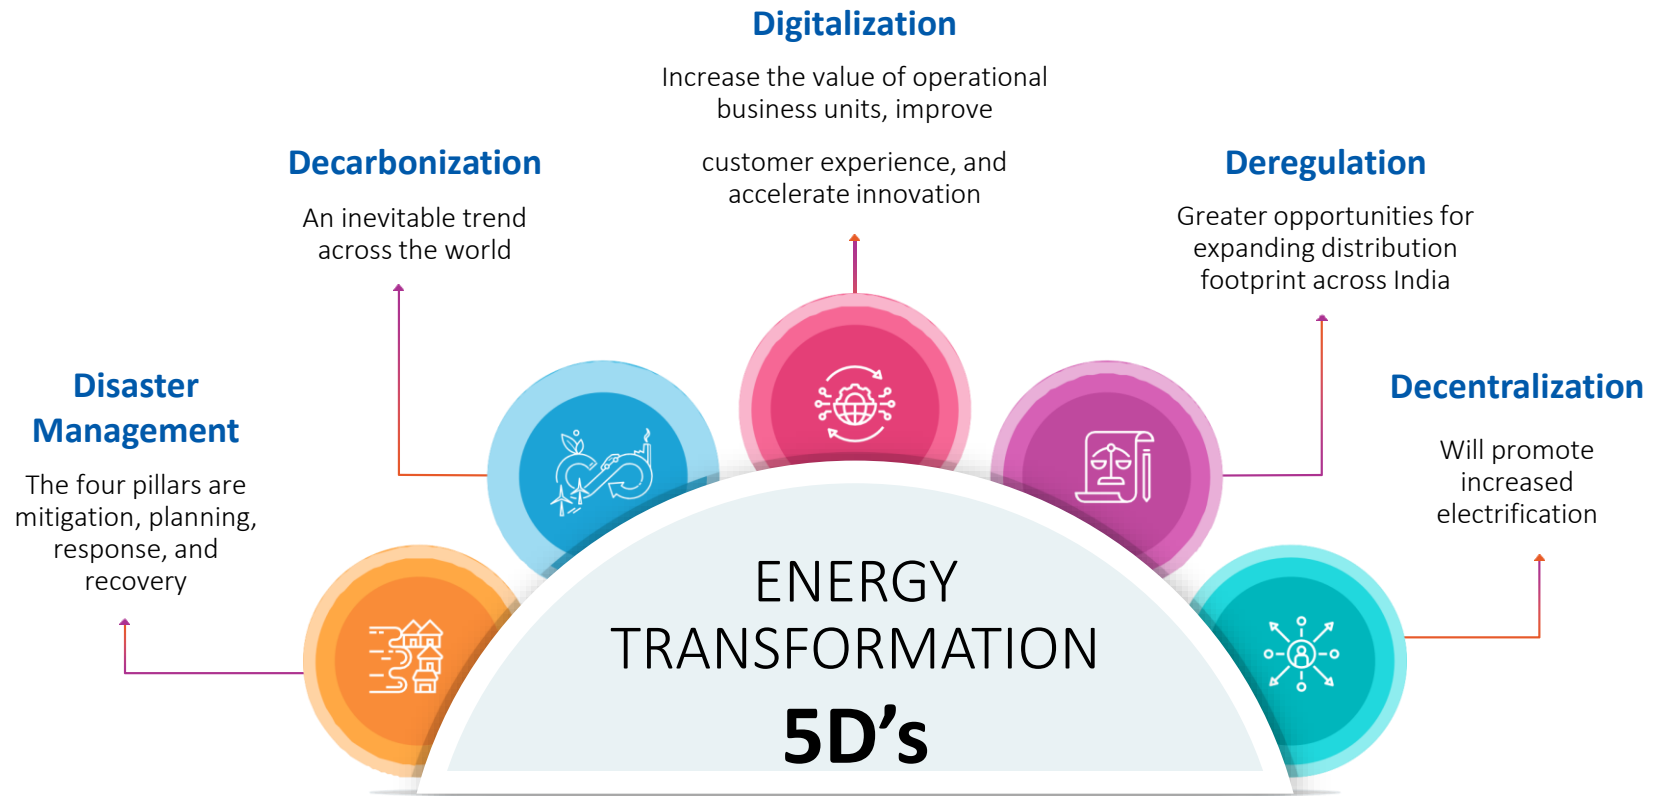 Digitalization
Increase the value of operational
business units, improve
customer experience, and
accelerate innovation
Decarbonization
An inevitable trend
across the world
Deregulation
Greater opportunities for
expanding distribution
footprint across India
Disaster
Management
The four pillars are
mitigation, planning,
response, and
recovery
Decentralization
Will promote
increased
electrification
ENERGY
TRANSFORMATION
5D’s